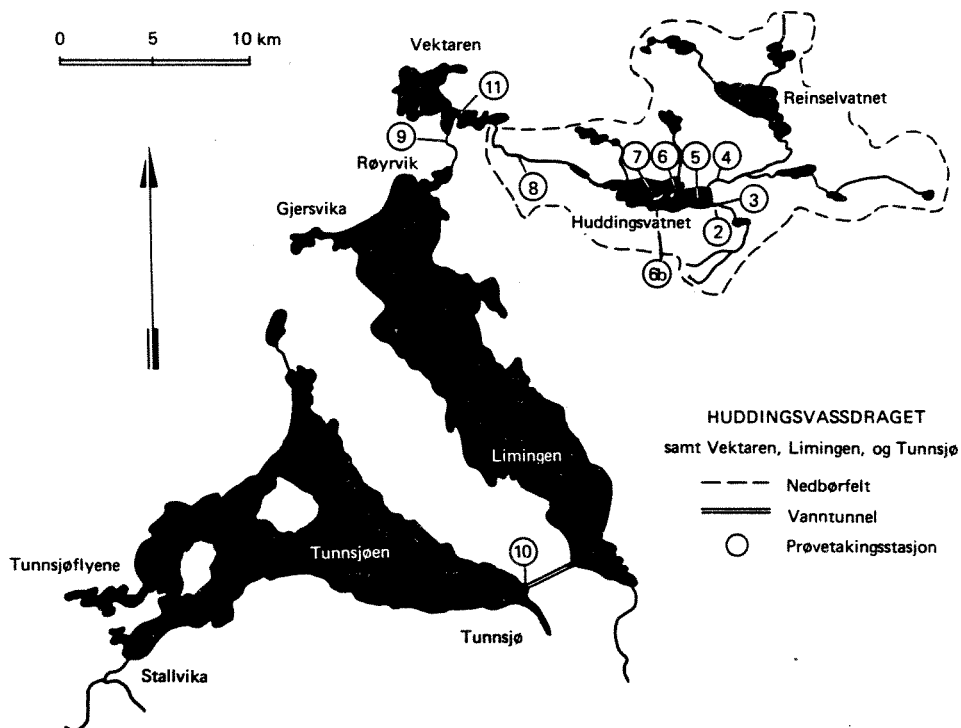 0 5 10 km
Vektaren
11
Reinselvatnet
9
Røyrvik
7 6 5 4
8
3
Gjersvika
Huddingsvatnet
2
6b
HUDDINGSVASSDRAGET
samt Vektaren, Limingen, og Tunnsjø
Limingen
Nedbørfelt
Vanntunnel
10
Prøvetakingsstasjon
Tunnsjøen
Tunnsjøflyene
Tunnsjø
Stallvika